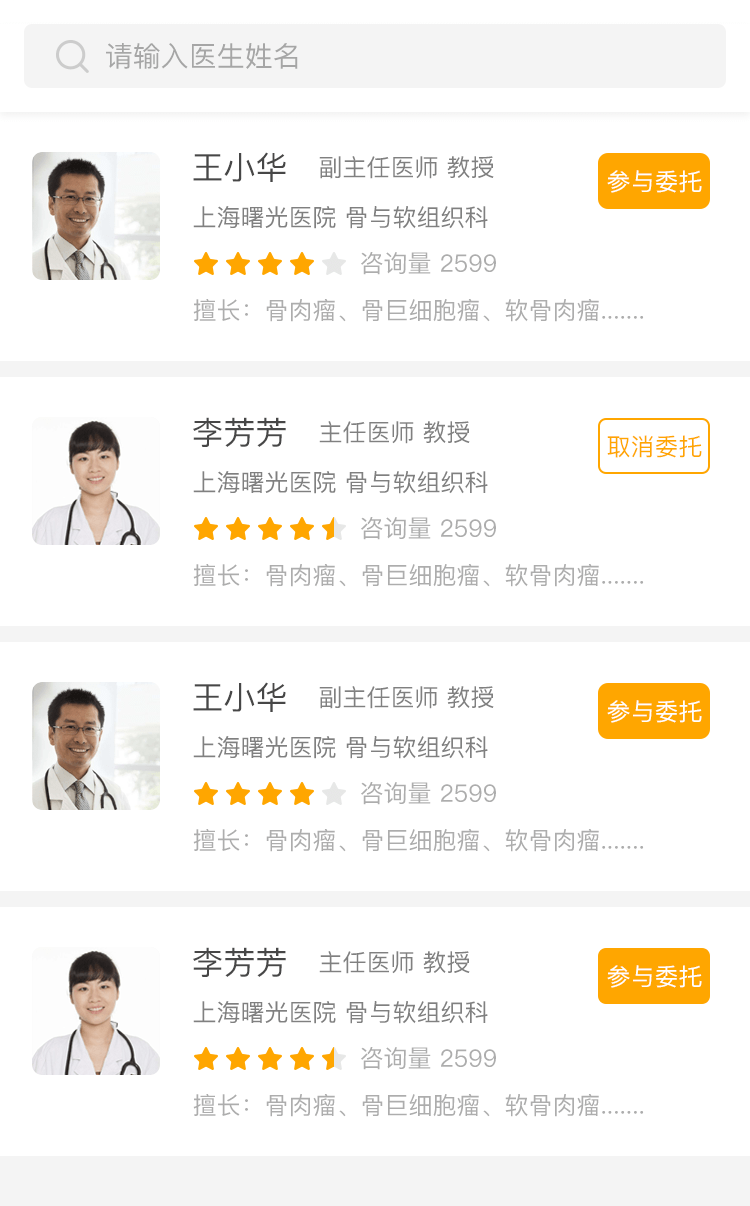 请输入医生姓名
王小华 副主任医师 教授 参与委托
上海曙光医院 骨与软组织科
咨询量 2599
擅长：骨肉瘤、骨巨细胞瘤、软骨肉瘤.......
李芳芳 主任医师 教授 取消委托
上海曙光医院 骨与软组织科
咨询量 2599
擅长：骨肉瘤、骨巨细胞瘤、软骨肉瘤.......
王小华 副主任医师 教授 参与委托
上海曙光医院 骨与软组织科
咨询量 2599
擅长：骨肉瘤、骨巨细胞瘤、软骨肉瘤.......
李芳芳 主任医师 教授 参与委托
上海曙光医院 骨与软组织科
咨询量 2599
擅长：骨肉瘤、骨巨细胞瘤、软骨肉瘤.......